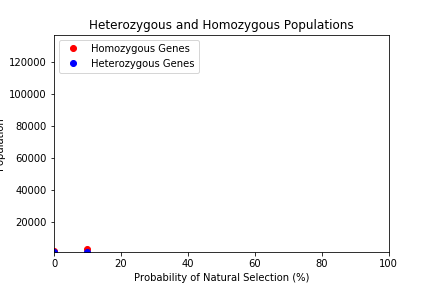 Heterozygous and Homozygous Populations
Homozygous Genes
Heterozygous Genes
120000
100000
80000
60000
40000
20000
Population
0 20 40 60 80 100
Probability of Natural Selection (%)